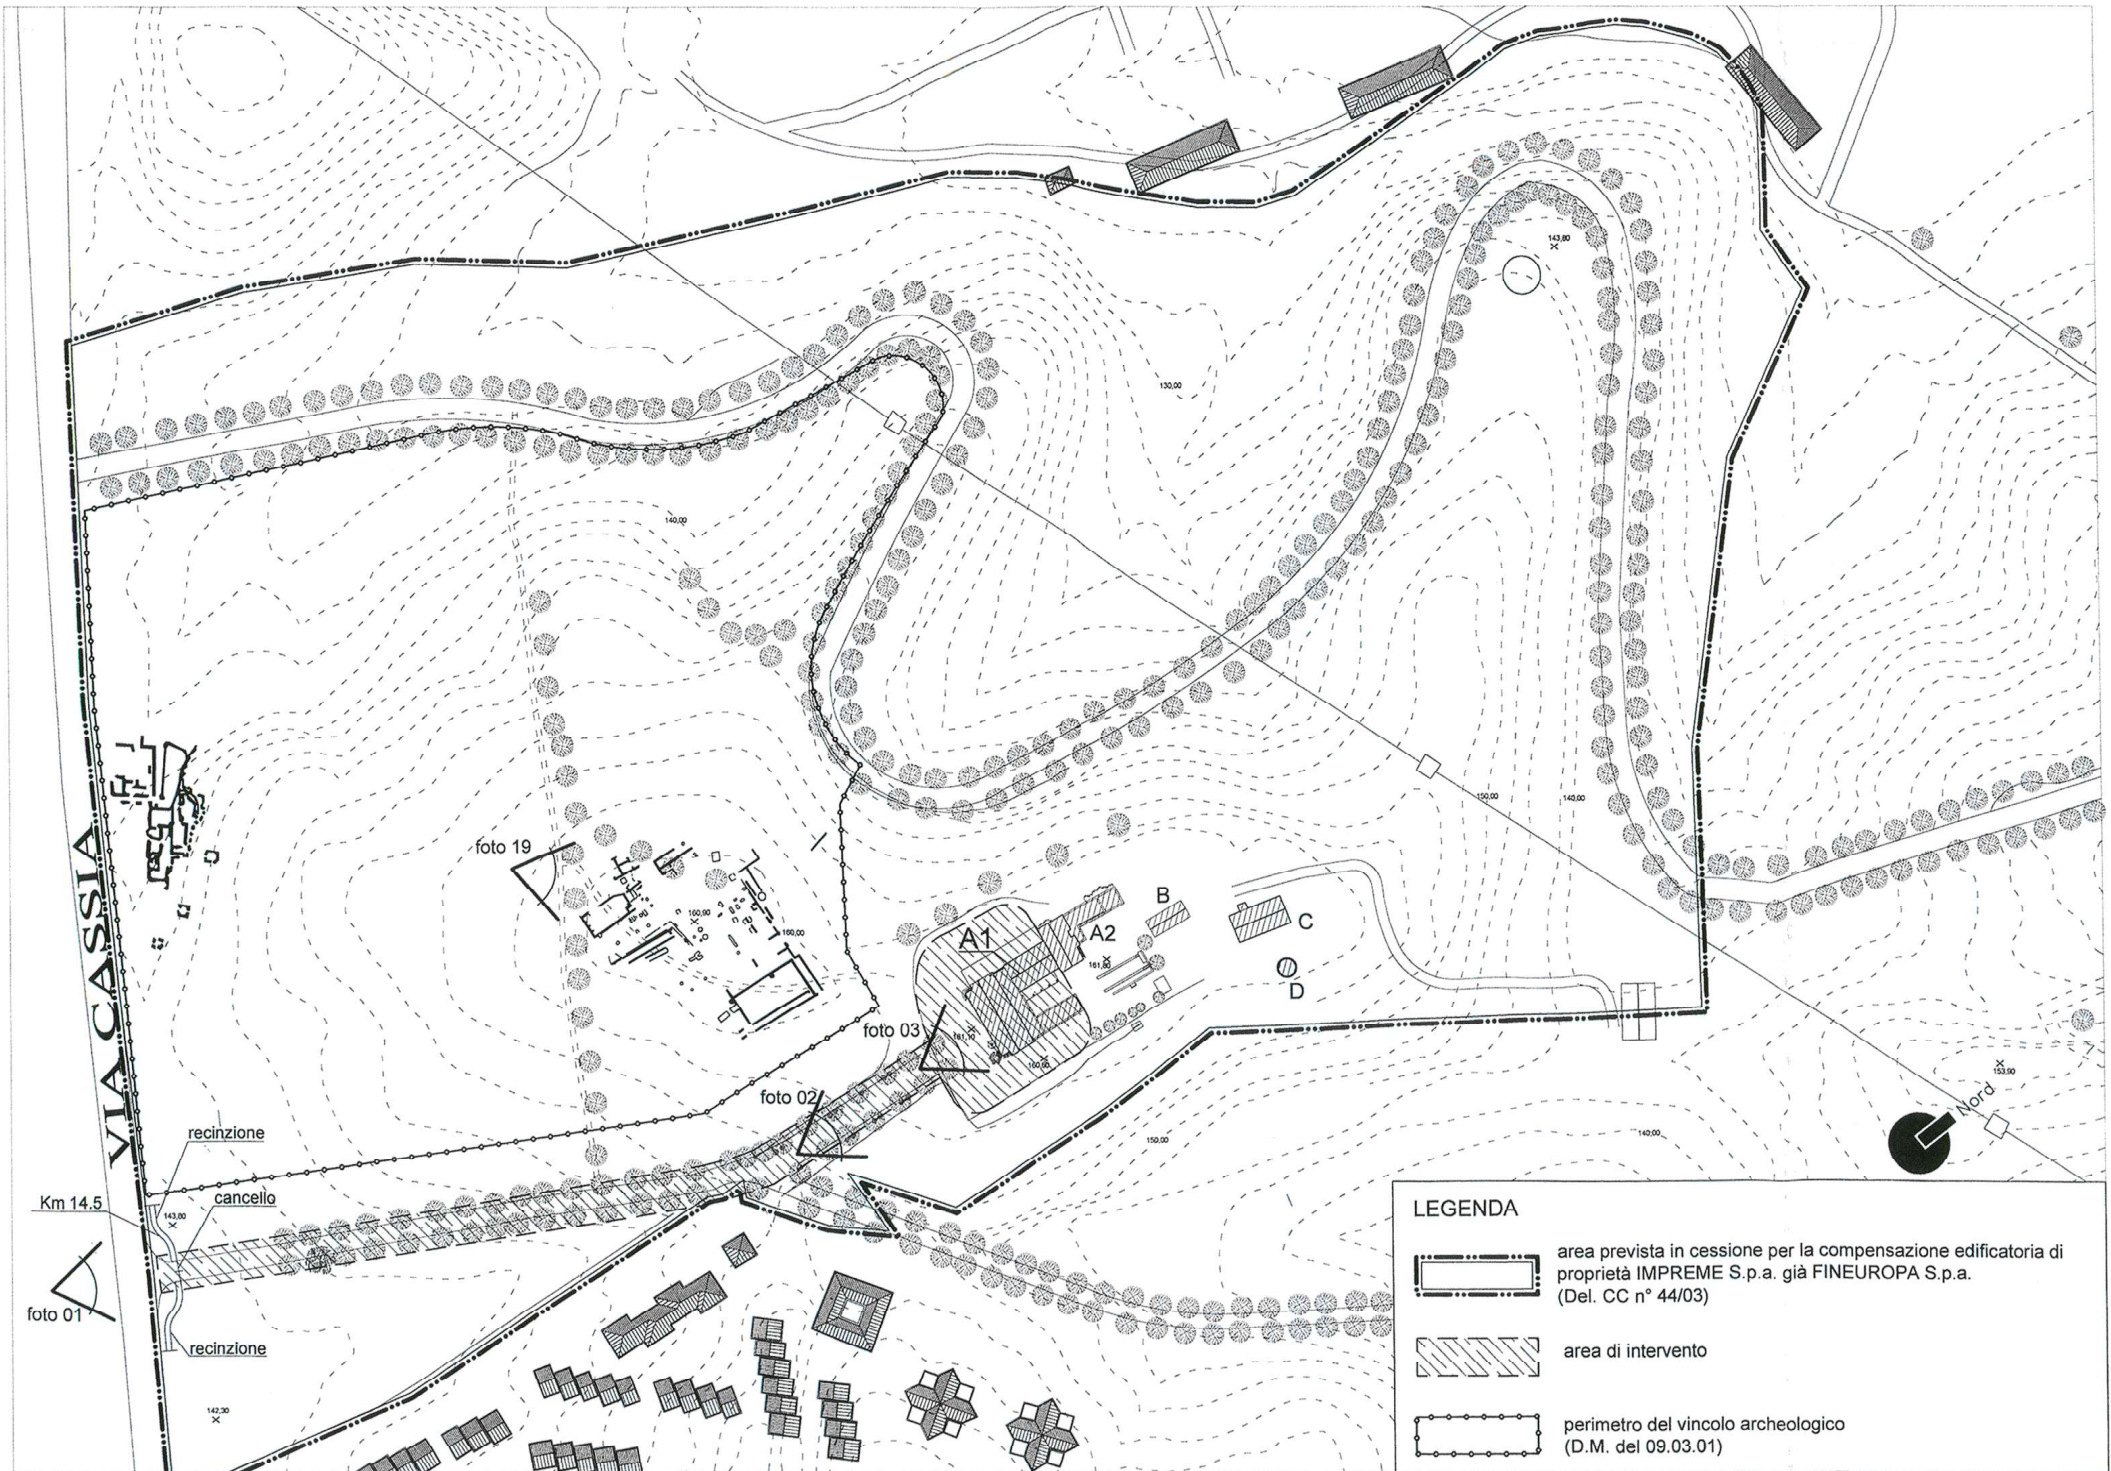 143,80
130,00
140,00
150,00
140,00
foto 19
160,90
160,00
A1
A2
B
C
D
161,80
foto 03
161,10
160,60
foto 02
VIA CASSIA
recinzione
cancello
Km 14.5
143,80
foto 01
recinzione
142,30
150,00
140,00
153,90
Nord
LEGENDA
area prevista in cessione per la compensazione edificatoria di
proprietà IMPREME S.p.a. già FINEUROPA S.p.a.
(Del. CC n° 44/03)
area di intervento
perimetro del vincolo archeologico
(D.M. del 09.03.01)